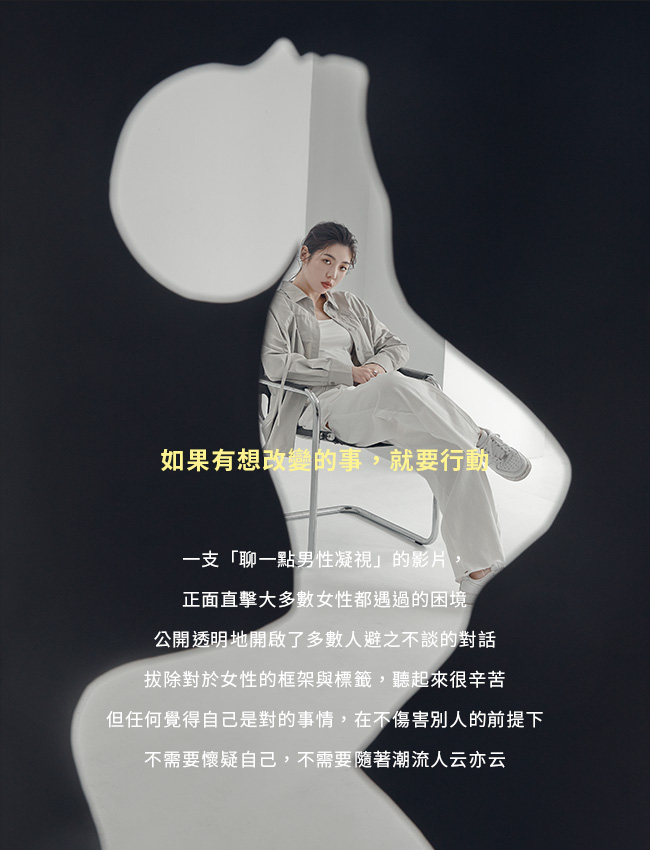 如果有想改變的事，就要行動
一支「聊一點男性凝視」的影片，
正面直擊大多數女性都遇過的困境
公開透明地開啟了多數人避之不談的對話
拔除對於女性的框架與標籤，聽起來很辛苦
但任何覺得自己是對的事情，在不傷害別人的前提下
不需要懷疑自己，不需要隨著潮流人云亦云